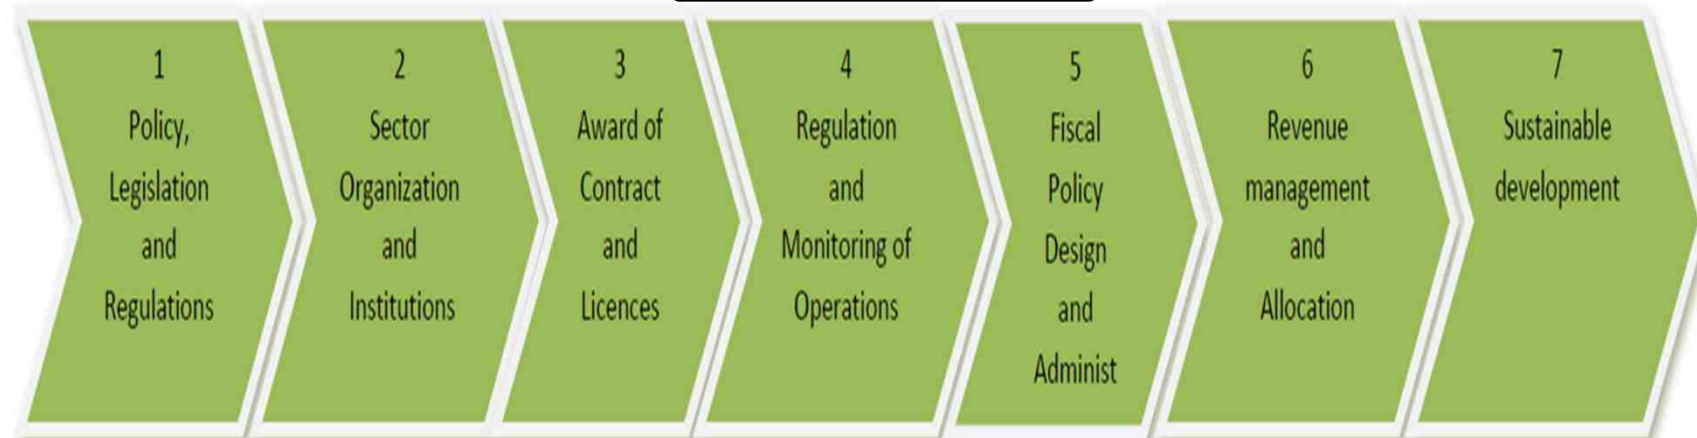 1
Policy,
Legislation
and
Regulations
2
Sector
Organization
and
Institutions
3
Award of
Contract
and
Licences
4
Regulation
and
Monitoring of
Operations
5
Fiscal
Policy
Design
and
Administ
6
Revenue
management
and
Allocation
7
Sustainable
development